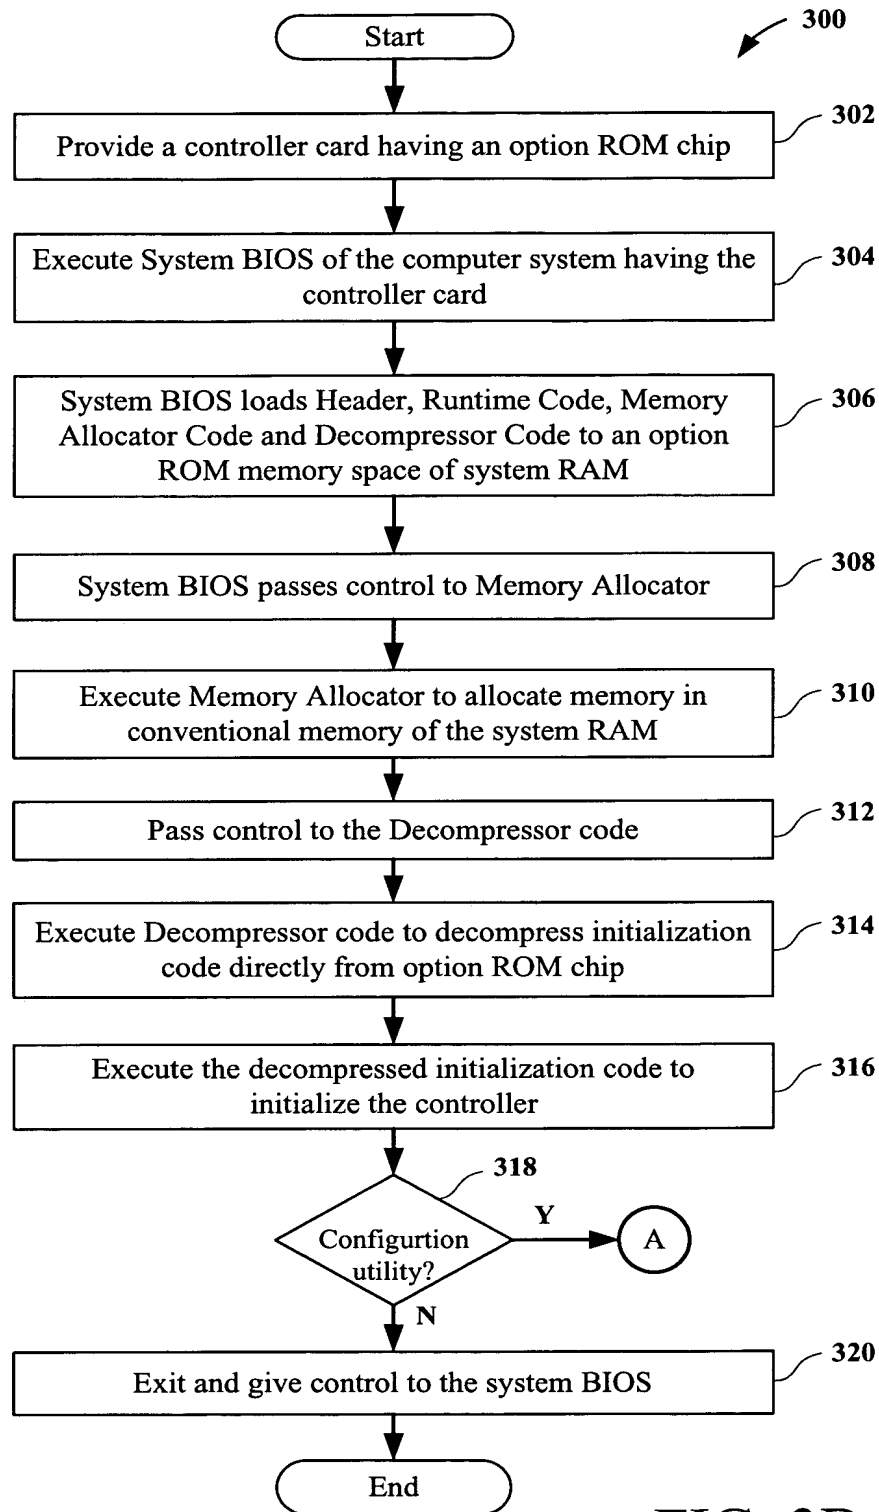 Start
300
Provide a controller card having an option ROM chip
302
Execute System BIOS of the computer system having the
controller card
304
System BIOS loads Header, Runtime Code, Memory
Allocator Code and Decompressor Code to an option
ROM memory space of system RAM
306
System BIOS passes control to Memory Allocator
308
Execute Memory Allocator to allocate memory in
conventional memory of the system RAM
310
Pass control to the Decompressor code
312
Execute Decompressor code to decompress initialization
code directly from option ROM chip
314
Execute the decompressed initialization code to
initialize the controller
316
318
Configurtion
utility?
Y
A
N
Exit and give control to the system BIOS
320
End